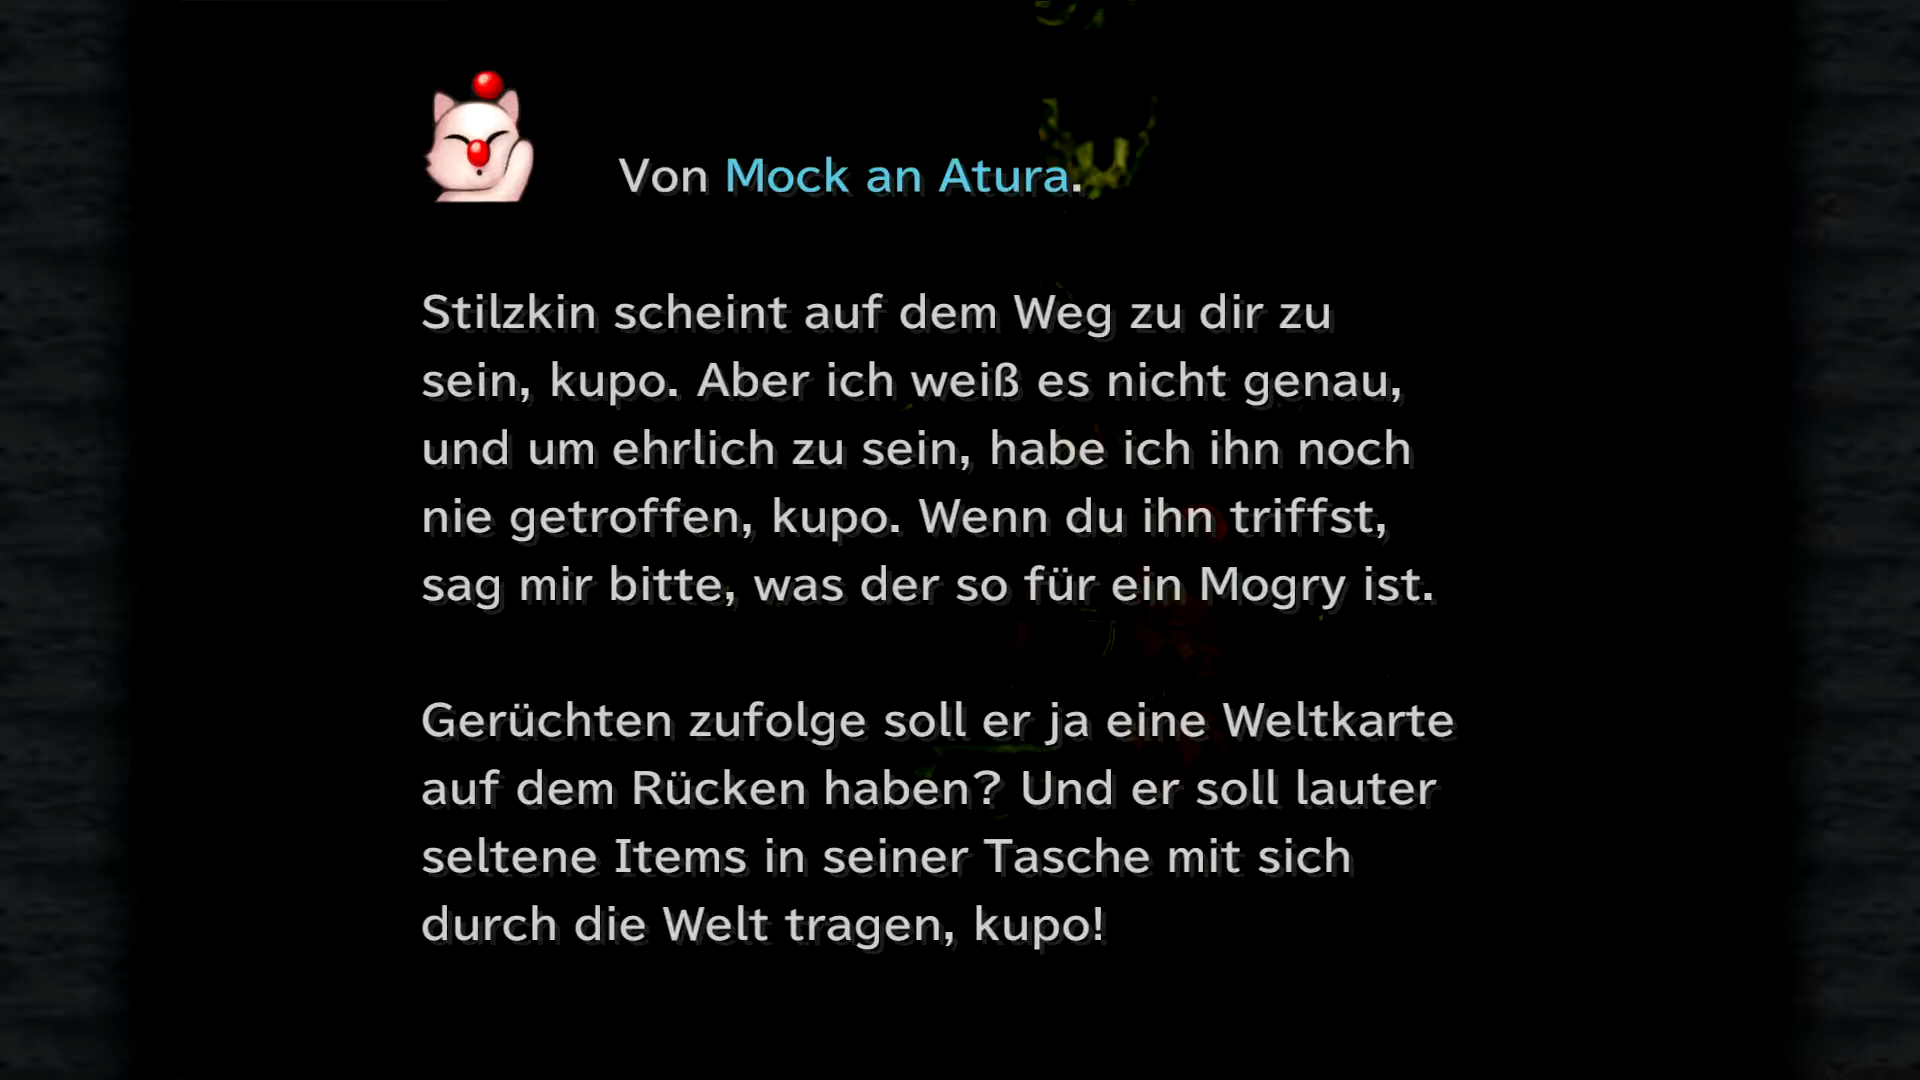 Von Mock an Atura.
Stilzkin scheint auf dem Weg zu dir zu
sein, kupo. Aber ich weiß es nicht genau,
und um ehrlich zu sein, habe ich ihn noch
nie getroffen, kupo. Wenn du ihn triffst,
sag mir bitte, was der so für ein Mogry ist.
Gerüchten zufolge soll er ja eine Weltkarte
auf dem Rücken haben? Und er soll lauter
seltene Items in seiner Tasche mit sich
durch die Welt tragen, kupo!